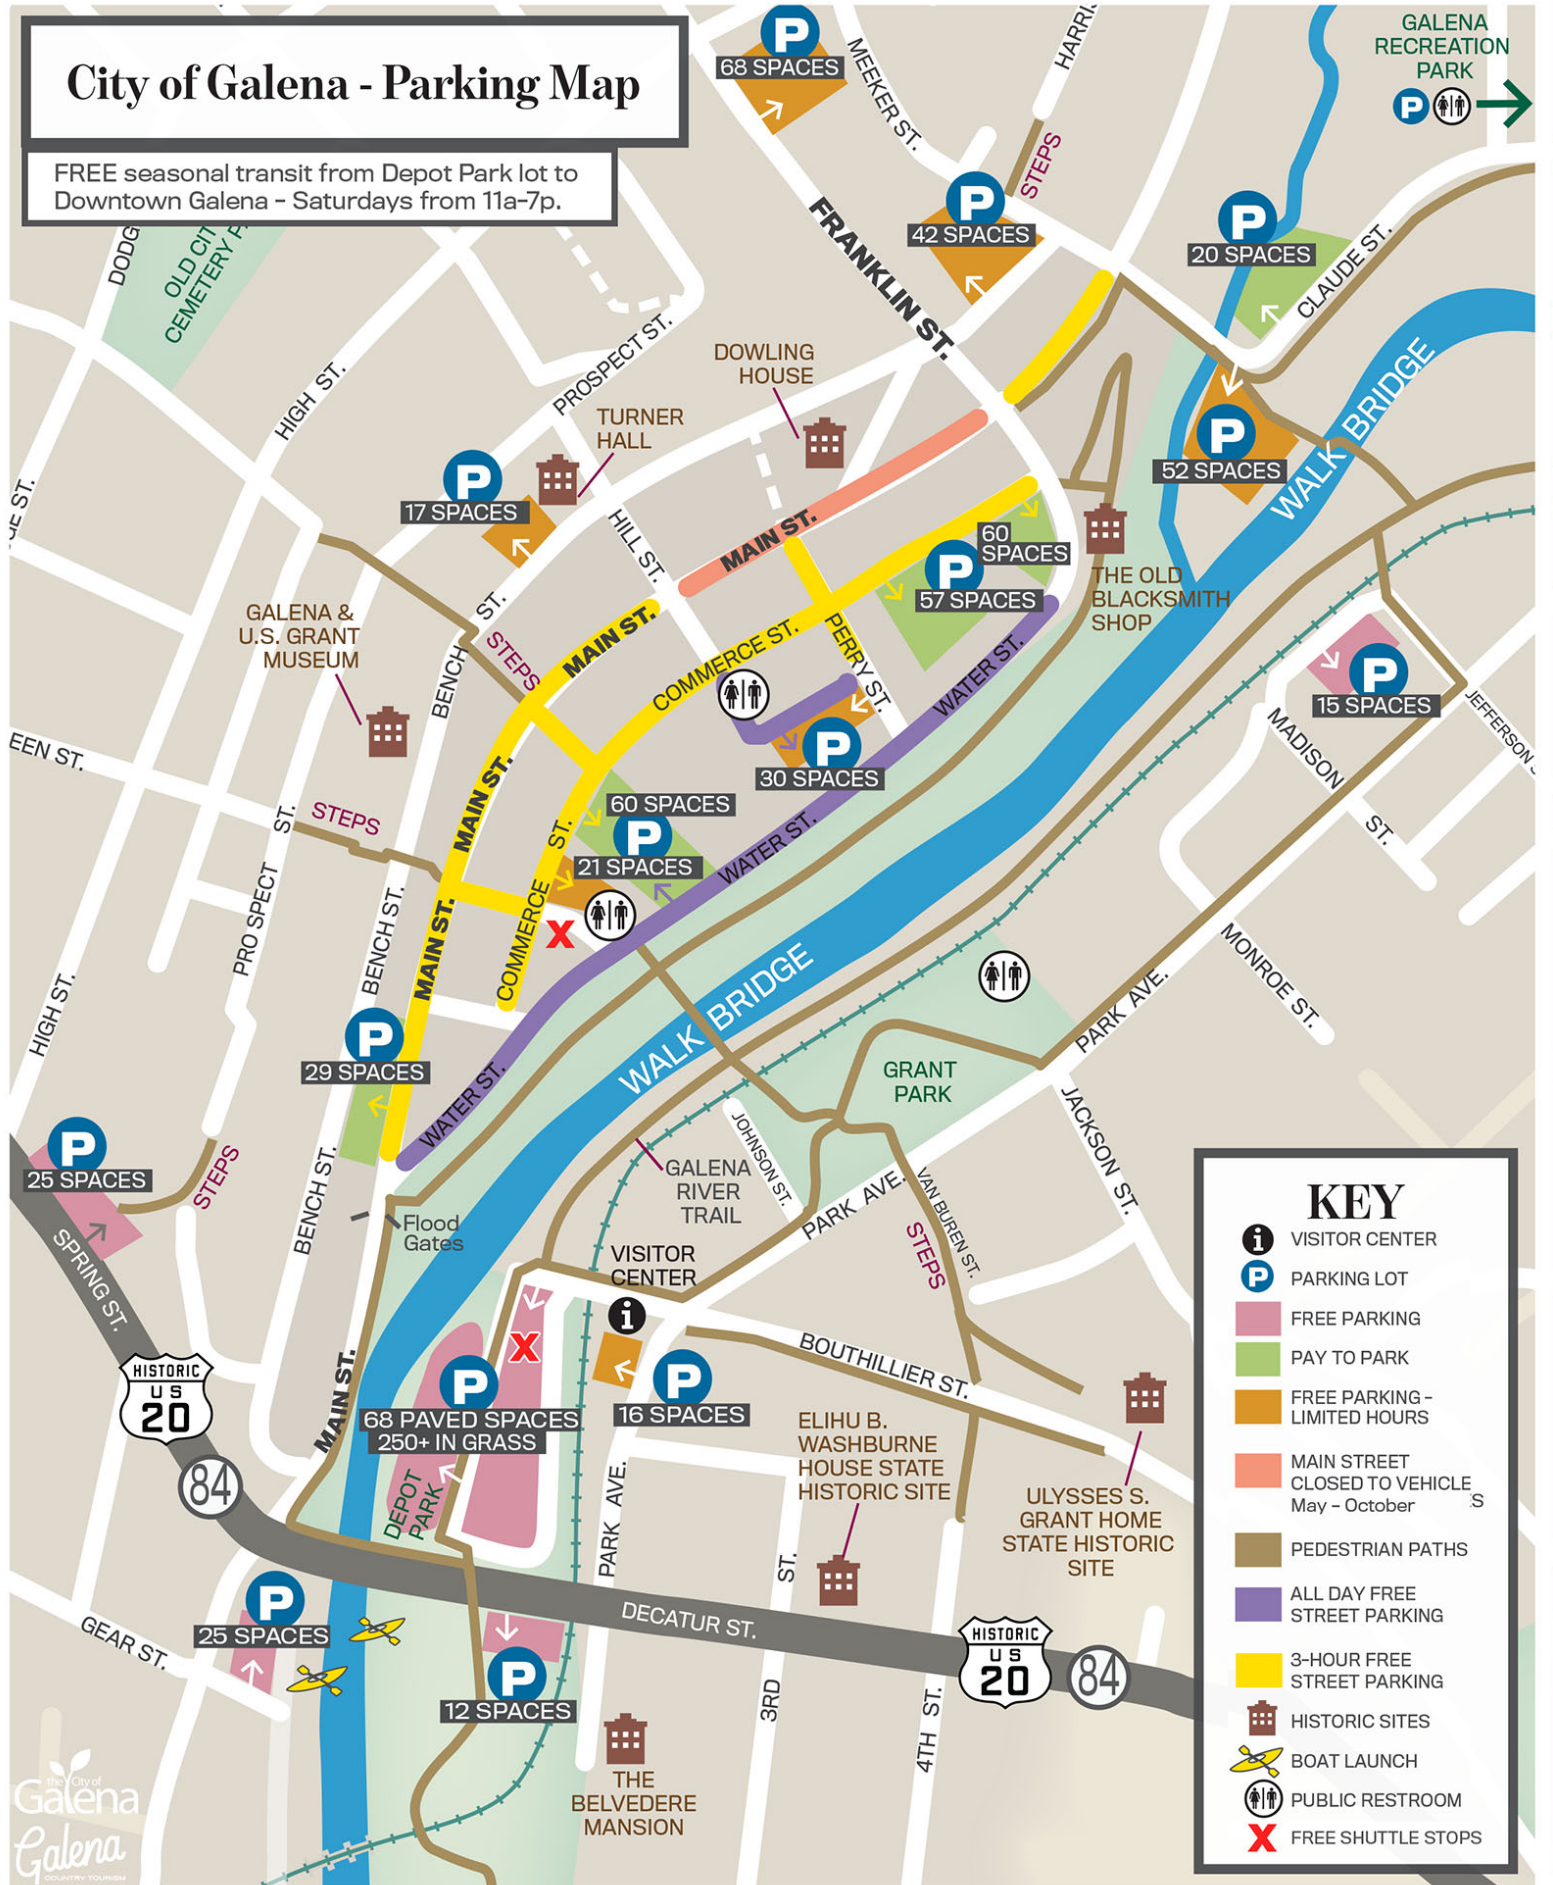 City of Galena - Parking Map
FREE seasonal transit from Depot Park lot to
Downtown Galena - Saturdays from 11a-7p.
GALENA
RECREATION
PARK
P
P
68 SPACES
MEEKER ST.
STEPS
P
42 SPACES
P
20 SPACES
CLAUDE ST.
OLD CIT
CEMETERY P
DODG
FRANKLIN ST.
HIGH ST.
PROSPECT ST.
DOWLING
HOUSE
TURNER
HALL
P
17 SPACES
P
52 SPACES
WALK BRIDGE
HILL ST.
MAIN ST.
60
SPACES
P
57 SPACES
THE OLD
BLACKSMITH
SHOP
GALENA &
U.S. GRANT
MUSEUM
BENCH ST.
STEPS
MAIN ST.
COMMERCE ST.
PERRY ST.
WATER ST.
P
15 SPACES
JEFFERSON
MADISON ST.
P
30 SPACES
EEN ST.
STEPS
PROSPECT ST.
MAIN ST.
60 SPACES
P
21 SPACES
WATER ST.
COMMERCE ST.
X
BENCH ST.
MAIN ST.
HIGH ST.
WALK BRIDGE
MONROE ST.
PARK AVE.
GRANT
PARK
P
29 SPACES
WATER ST.
JOHNSON ST.
JACKSON ST.
P
25 SPACES
STEPS
BENCH ST.
SPRING ST.
Flood
Gates
GALENA
RIVER
TRAIL
PARK AVE.
VAN BUREN ST.
STEPS
VISITOR
CENTER
i
X
BOUTHILLIER ST.
P
68 PAVED SPACES
250+ IN GRASS
P
16 SPACES
MAIN ST.
HISTORIC
US
20
84
DEPOT
PARK
PARK AVE.
ELIHU B.
WASHBURNE
HOUSE STATE
HISTORIC SITE
ULYSSES S.
GRANT HOME
STATE HISTORIC
SITE
DECATUR ST.
HISTORIC
US
20
84
P
25 SPACES
GEAR ST.
P
12 SPACES
3RD ST.
4TH ST.
THE
BELVEDERE
MANSION
the City of
Galena
Galena
COUNTRY TOURISM
KEY
i VISITOR CENTER
P PARKING LOT
FREE PARKING
PAY TO PARK
FREE PARKING -
LIMITED HOURS
MAIN STREET
CLOSED TO VEHICLES
May - October
PEDESTRIAN PATHS
ALL DAY FREE
STREET PARKING
3-HOUR FREE
STREET PARKING
HISTORIC SITES
BOAT LAUNCH
PUBLIC RESTROOM
X FREE SHUTTLE STOPS